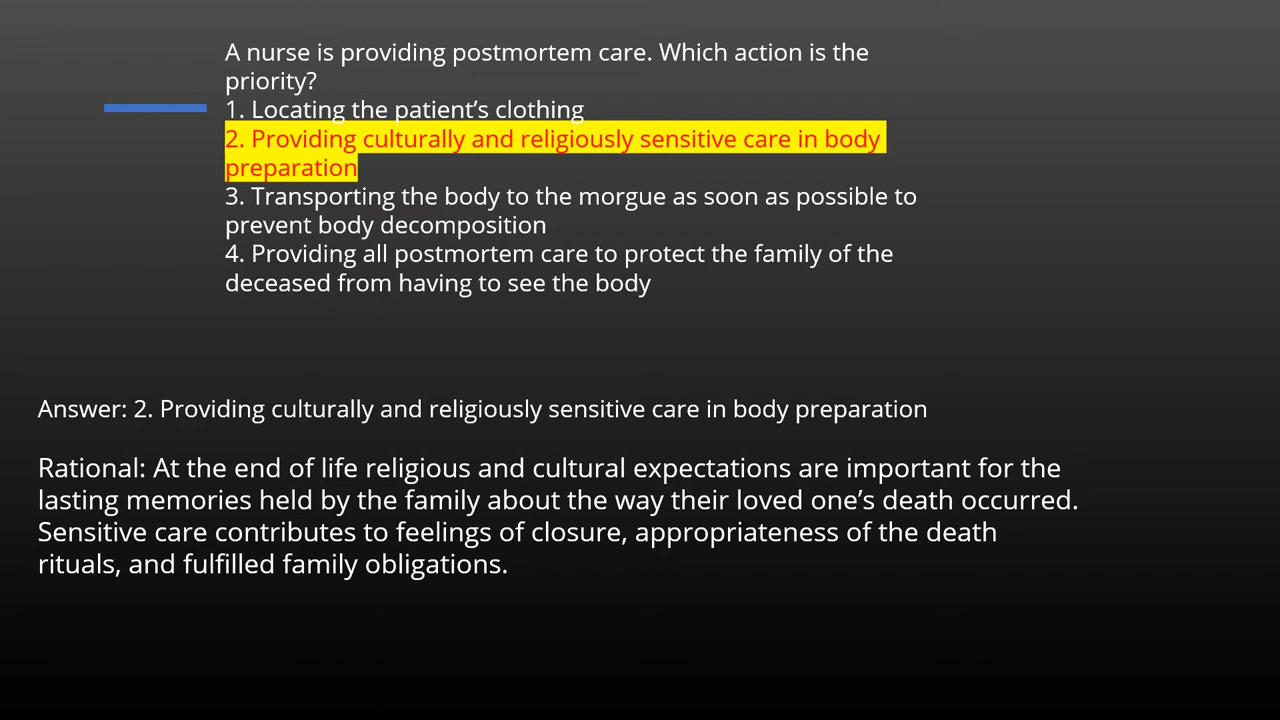 A nurse is providing postmortem care. Which action is the
priority?
1. Locating the patient’s clothing
2. Providing culturally and religiously sensitive care in body
preparation
3. Transporting the body to the morgue as soon as possible to
prevent body decomposition
4. Providing all postmortem care to protect the family of the
deceased from having to see the body
Answer: 2. Providing culturally and religiously sensitive care in body preparation
Rational: At the end of life religious and cultural expectations are important for the
lasting memories held by the family about the way their loved one’s death occurred.
Sensitive care contributes to feelings of closure, appropriateness of the death
rituals, and fulfilled family obligations.